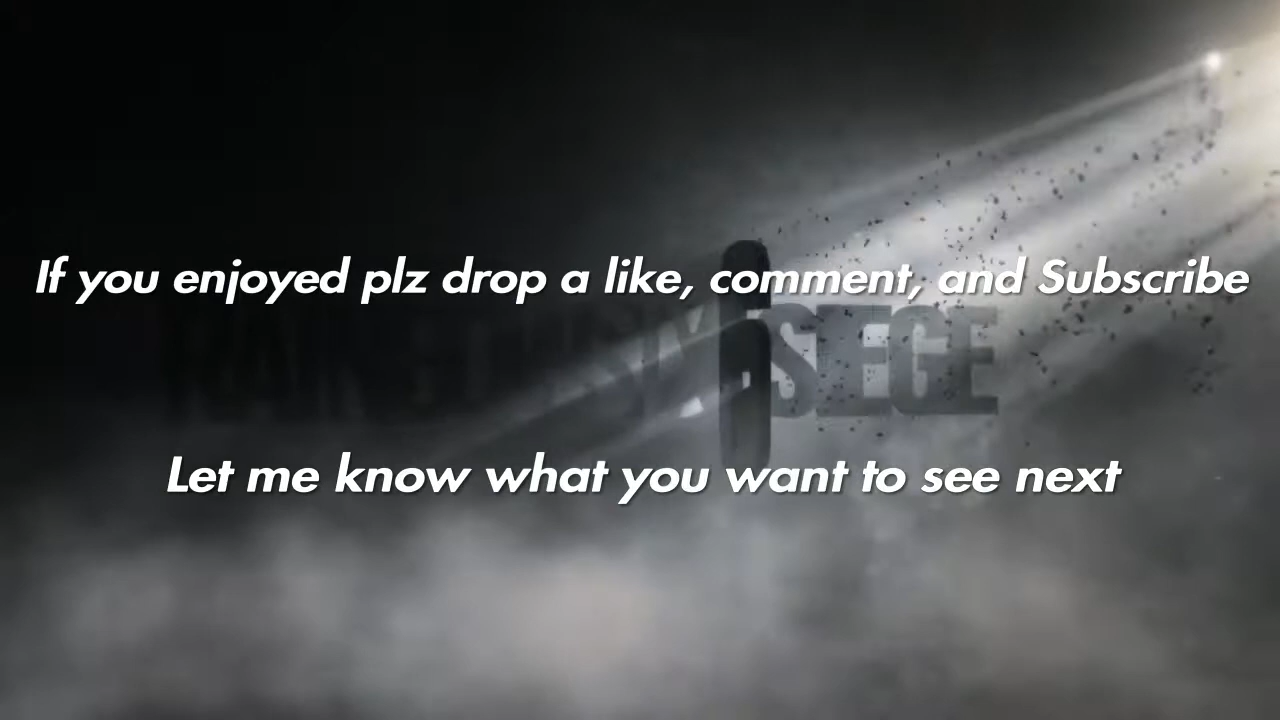 If you enjoyed plz drop a like, comment, and Subscribe
SIEGE
Let me know what you want to see next